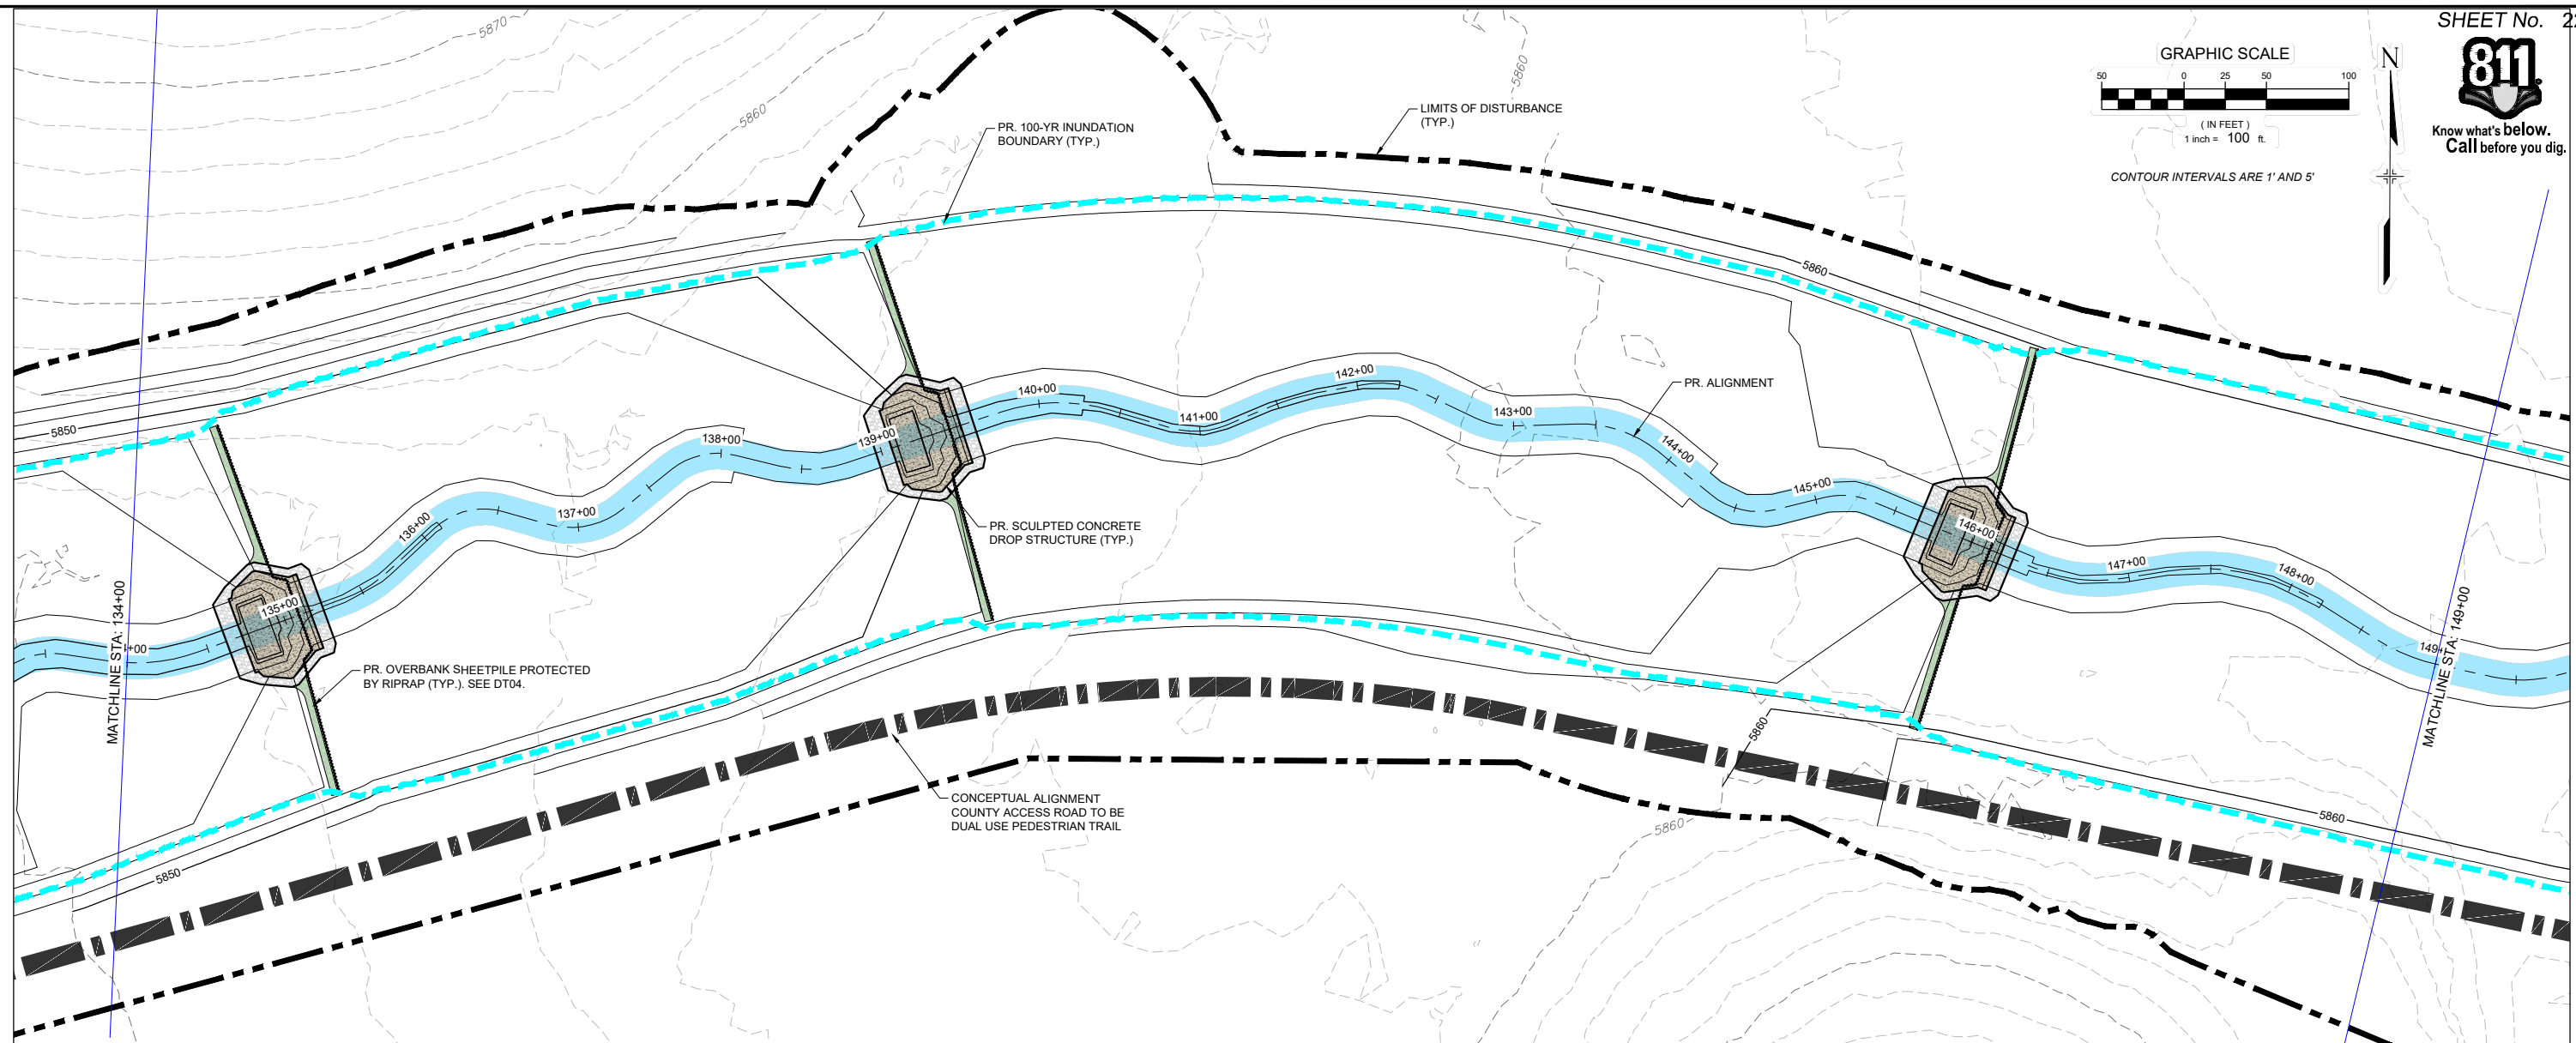 SHEET No. 22
811
Know what's below.
Call before you dig.
GRAPHIC SCALE
50 0 25 50 100
( IN FEET )
1 inch = 100 ft.
N
CONTOUR INTERVALS ARE 1' AND 5'
5870
5860
5860
LIMITS OF DISTURBANCE
(TYP.)
PR. 100-YR INUNDATION
BOUNDARY (TYP.)
5860
5850
PR. ALIGNMENT
140+00
141+00
142+00
143+00
144+00
145+00
146+00
147+00
148+00
149+
139+00
138+00
137+00
136+00
135+00
4+00
MATCHLINE STA: 134+00
MATCHLINE STA: 149+00
PR. SCULPTED CONCRETE
DROP STRUCTURE (TYP.)
PR. OVERBANK SHEETPILE PROTECTED
BY RIPRAP (TYP.). SEE DT04.
CONCEPTUAL ALIGNMENT
COUNTY ACCESS ROAD TO BE
DUAL USE PEDESTRIAN TRAIL
5860
5860
5860
5850